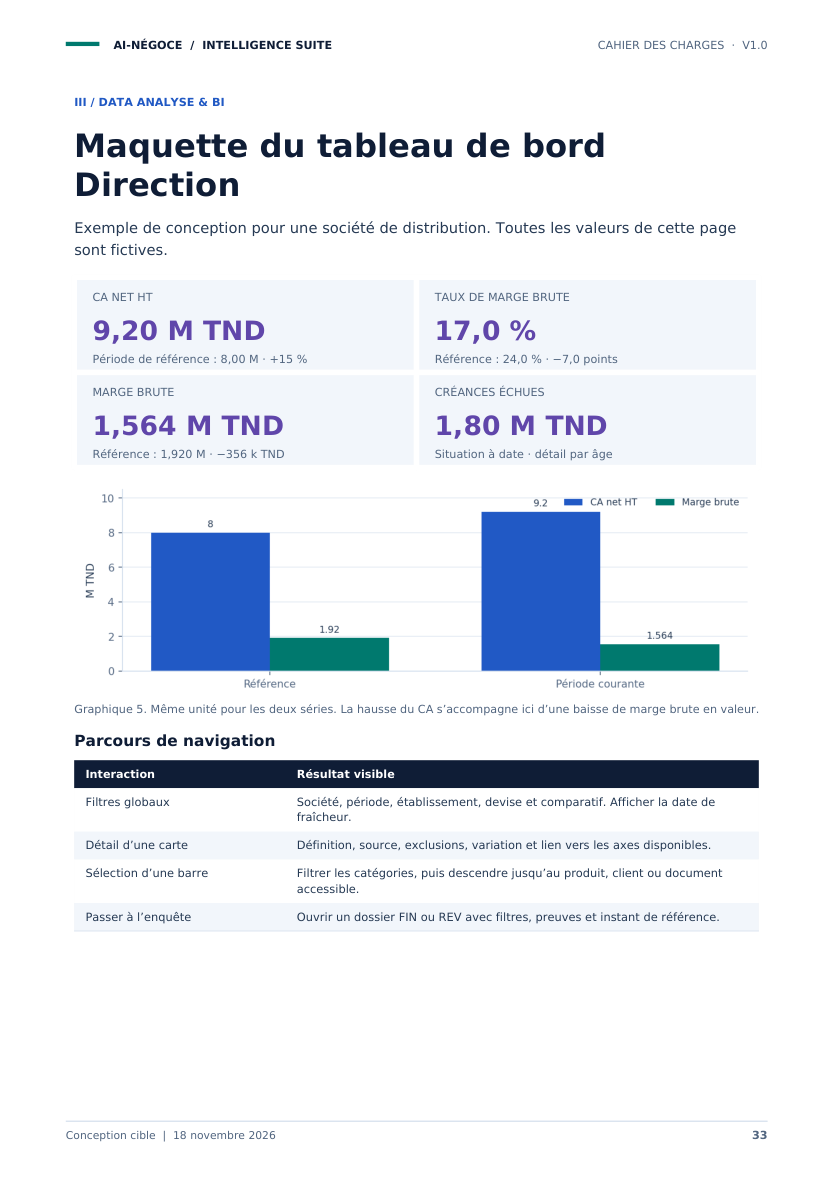 AI-NÉGOCE / INTELLIGENCE SUITE
CAHIER DES CHARGES · V1.0
III / DATA ANALYSE & BI
Maquette du tableau de bord
Direction
Exemple de conception pour une société de distribution. Toutes les valeurs de cette page
sont fictives.
CA NET HT
9,20 M TND
Période de référence : 8,00 M · +15 %
TAUX DE MARGE BRUTE
17,0 %
Référence : 24,0 % · −7,0 points
MARGE BRUTE
1,564 M TND
Référence : 1,920 M · −356 k TND
CRÉANCES ÉCHUES
1,80 M TND
Situation à date · détail par âge
CA net HT
Marge brute
M TND
10
8
6
4
2
0
8
1.92
9.2
1.564
Référence
Période courante
Graphique 5. Même unité pour les deux séries. La hausse du CA s’accompagne ici d’une baisse de marge brute en valeur.
Parcours de navigation
Interaction
Résultat visible
Filtres globaux
Société, période, établissement, devise et comparatif. Afficher la date de
fraîcheur.
Détail d’une carte
Définition, source, exclusions, variation et lien vers les axes disponibles.
Sélection d’une barre
Filtrer les catégories, puis descendre jusqu’au produit, client ou document
accessible.
Passer à l’enquête
Ouvrir un dossier FIN ou REV avec filtres, preuves et instant de référence.
Conception cible | 18 novembre 2026
33